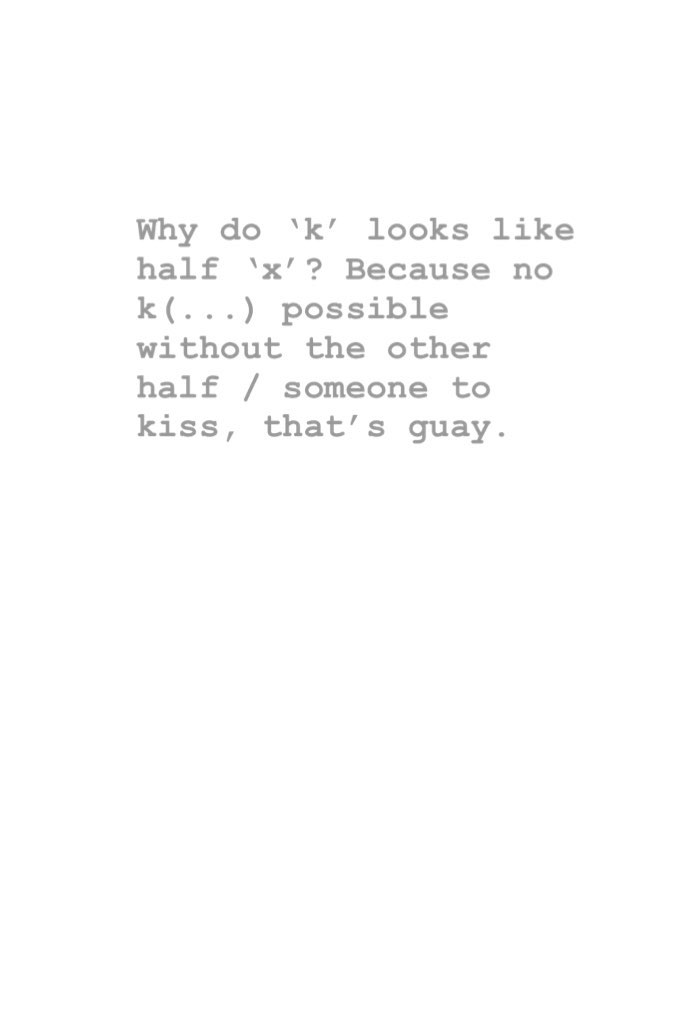 Why do ‘k’ looks like
half ‘x’? Because no
k(...) possible
without the other
half / someone to
kiss, that’s guay.